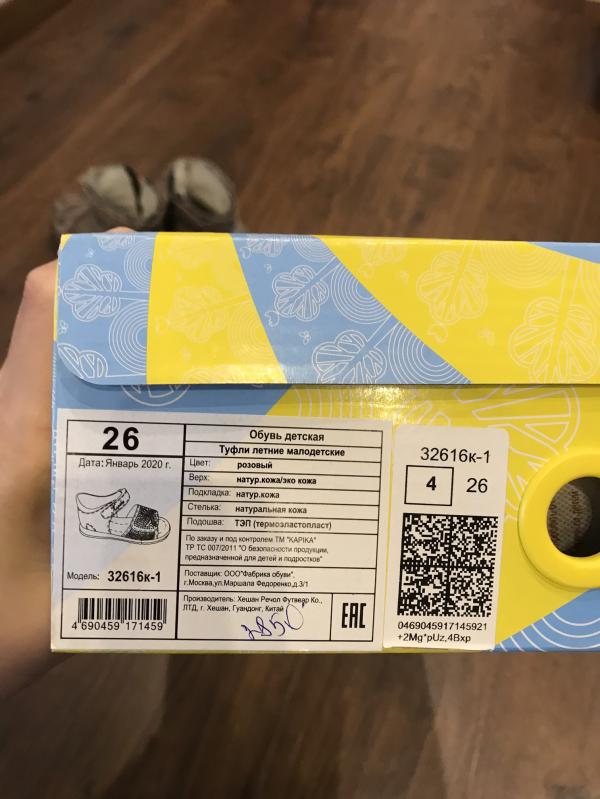 26
Дата: Январь 2020 г.
Модель: 32616к-1
4 690459 171459
Обувь детская
Туфли летние малодетские
Цвет: розовый
Верх: натур.кожа/эко кожа
Подкладка: натур.кожа
Стелька: натуральная кожа
Подошва: ТЭП (термоэластопласт)
По заказу и под контролем ТМ "KAPIKA"
ТР ТС 007/2011 "О безопасности продукции,
предназначенной для детей и подростков"
Поставщик: ООО"Фабрика обуви",
г.Москва,ул.Маршала Федоренко,д.3/1
Производитель: Хешан Речол Футвеар Ко.,
ЛТД, г. Хешан, Гуандонг, Китай
EAC
32616к-1
4 26
0469045917145921
+2Mg*pUz,4Bxp